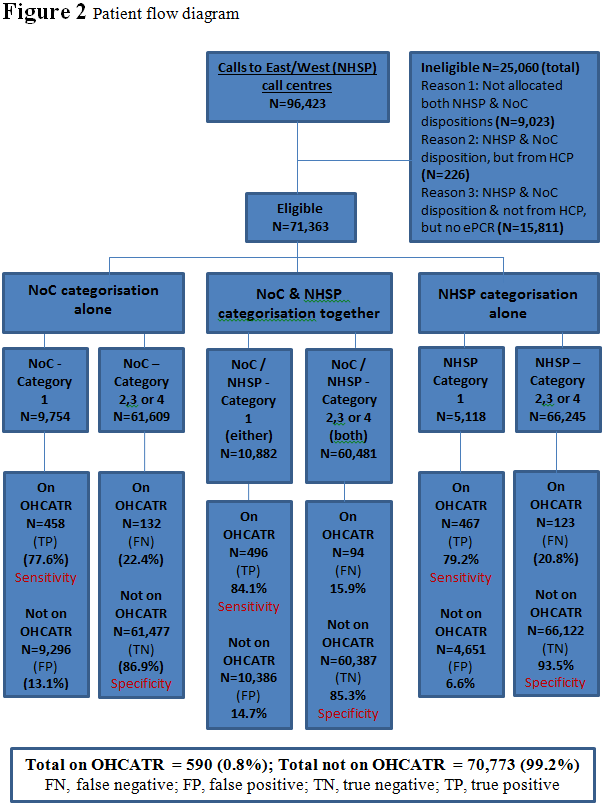 Figure 2 Patient flow diagram
Calls to East/West (NHSP)
call centres
N=96,423
Ineligible N=25,060 (total)
Reason 1: Not allocated
both NHSP & NoC
dispositions (N=9,023)
Reason 2: NHSP & NoC
disposition, but from HCP
(N=226)
Reason 3: NHSP & NoC
disposition & not from HCP,
but no ePCR (N=15,811)
Eligible
N=71,363
NoC categorisation
alone
NoC & NHSP
categorisation together
NHSP categorisation
alone
NoC -
Category
1
N=9,754
NoC –
Category
2,3 or 4
N=61,609
NoC /
NHSP -
Category
1
(either)
N=10,882
NoC /
NHSP -
Category
2,3 or 4
(both)
N=60,481
NHSP
Category
1
N=5,118
NHSP –
Category
2,3 or 4
N=66,245
On
OHCATR
N=458
(TP)
(77.6%)
Sensitivity
Not on
OHCATR
N=9,296
(FP)
(13.1%)
On
OHCATR
N=132
(FN)
(22.4%)
Not on
OHCATR
N=61,477
(TN)
(86.9%)
Specificity
On
OHCATR
N=496
(TP)
84.1%
Sensitivity
Not on
OHCATR
N=10,386
(FP)
14.7%
On
OHCATR
N=94
(FN)
15.9%
Not on
OHCATR
N=60,387
(TN)
85.3%
Specificity
On
OHCATR
N=467
(TP)
79.2%
Sensitivity
Not on
OHCATR
N=4,651
(FP)
6.6%
On
OHCATR
N=123
(FN)
(20.8%)
Not on
OHCATR
N=66,122
(TN)
93.5%
Specificity
Total on OHCATR = 590 (0.8%); Total not on OHCATR = 70,773 (99.2%)
FN, false negative; FP, false positive; TN, true negative; TP, true positive